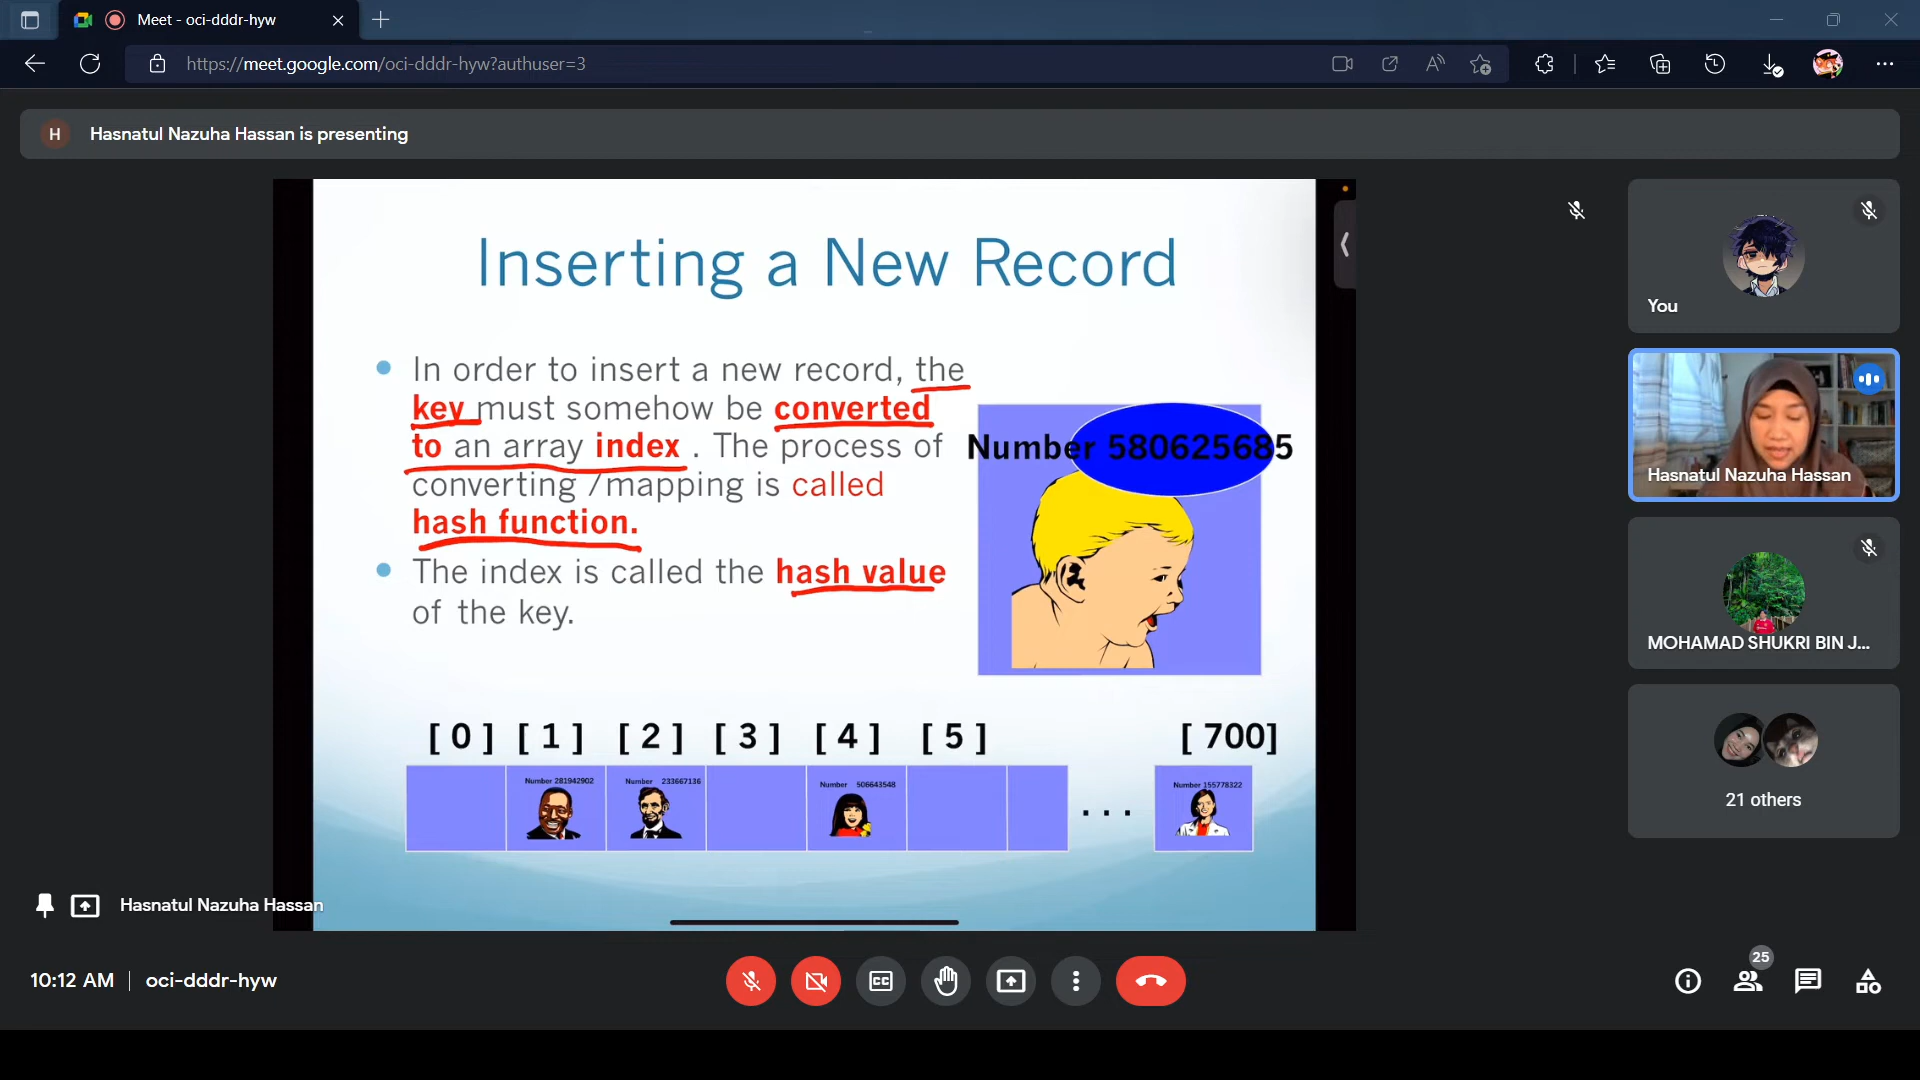 Meet - oci-dddr-hyw
https://meet.google.com/oci-dddr-hyw?authuser=3
H
Hasnatul Nazuha Hassan is presenting
Inserting a New Record
In order to insert a new record, the
key must somehow be converted
to an array index . The process of
converting /mapping is called
hash function.
The index is called the hash value
of the key.
Number 580625685
[ 0 ] [ 1 ] [ 2 ] [ 3 ] [ 4 ] [ 5 ] [ 700]
Number 281942902
Number 233667136
Number 506643548
. . .
Number 155778322
You
Hasnatul Nazuha Hassan
MOHAMAD SHUKRI BIN J...
21 others
Hasnatul Nazuha Hassan
10:12 AM | oci-dddr-hyw
CC
25